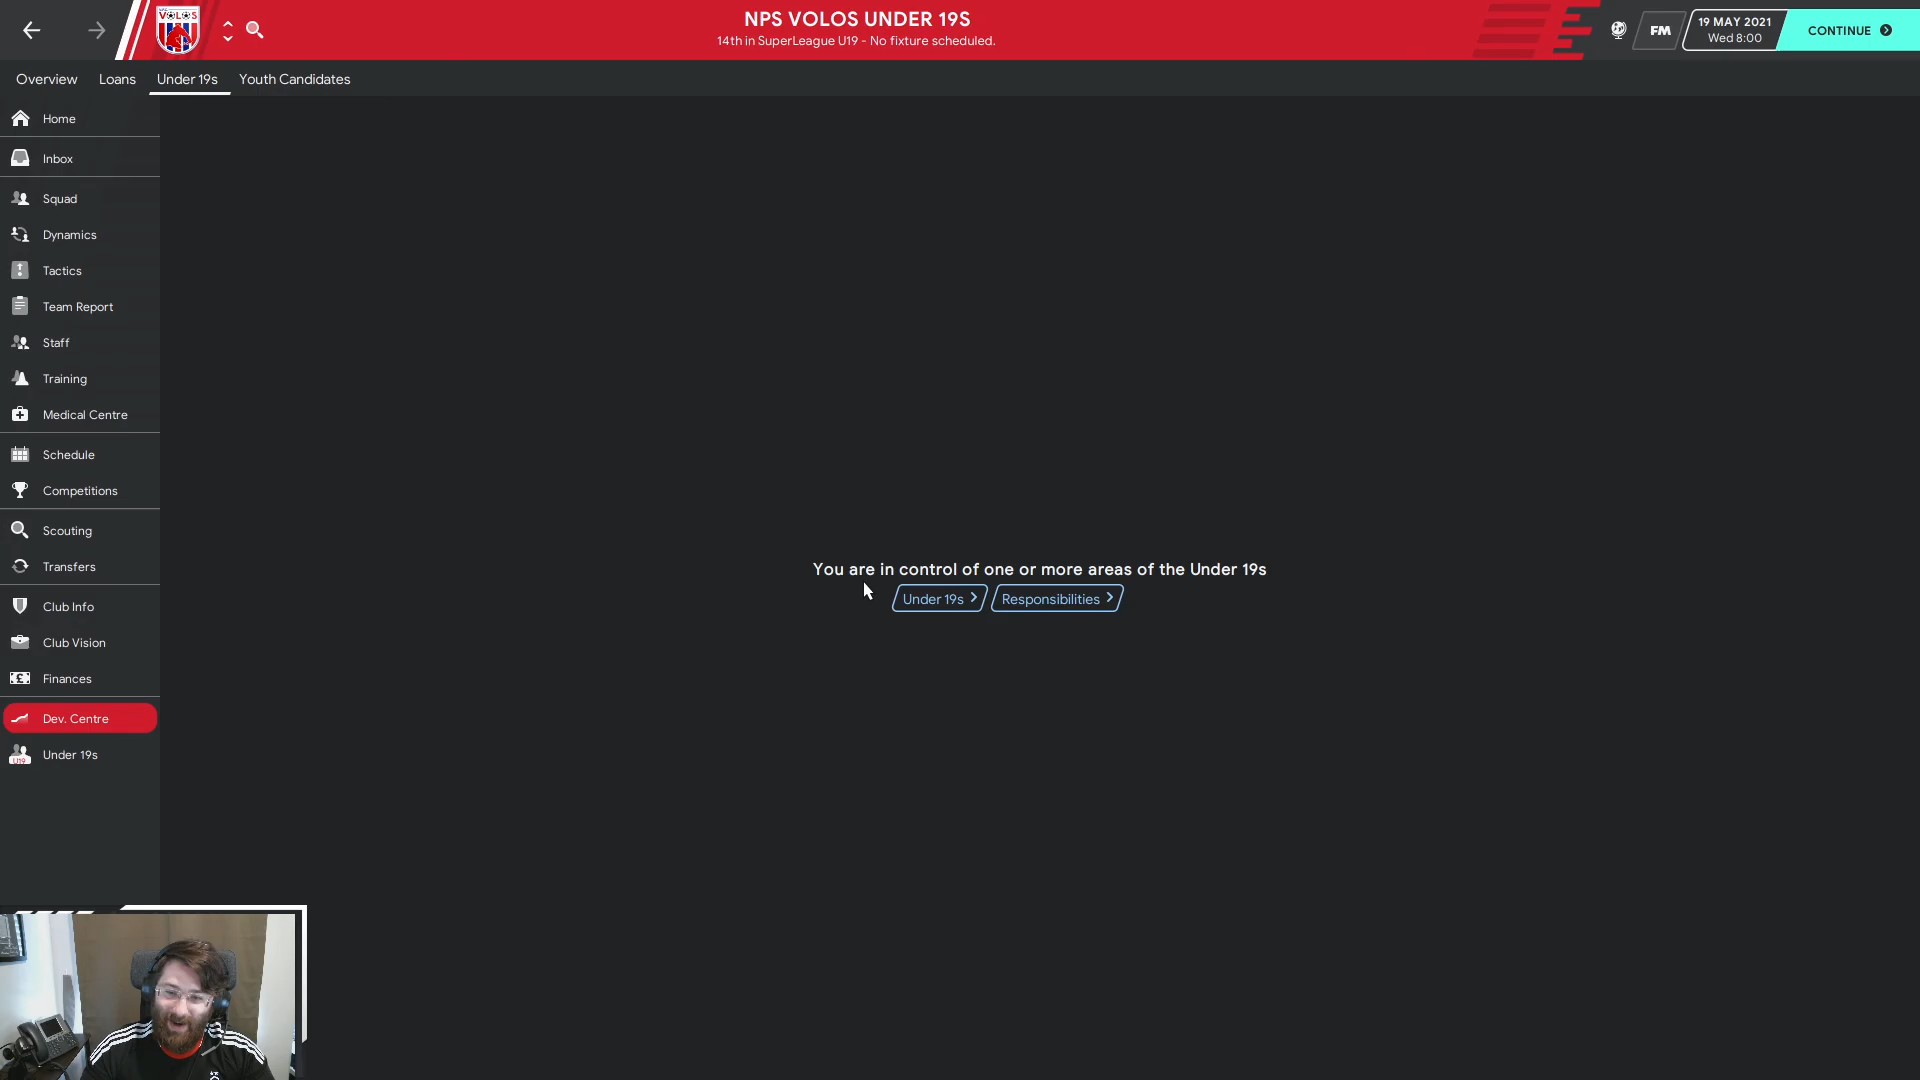 VOLOS
NPS VOLOS UNDER 19S
14th in SuperLeague U19 - No fixture scheduled.
FM
19 MAY 2021
Wed 8:00
CONTINUE
Overview
Loans
Under 19s
Youth Candidates
Home
Inbox
Squad
Dynamics
Tactics
Team Report
Staff
Training
Medical Centre
Schedule
Competitions
Scouting
Transfers
Club Info
Club Vision
Finances
Dev. Centre
U19
Under 19s
You are in control of one or more areas of the Under 19s
Under 19s
Responsibilities